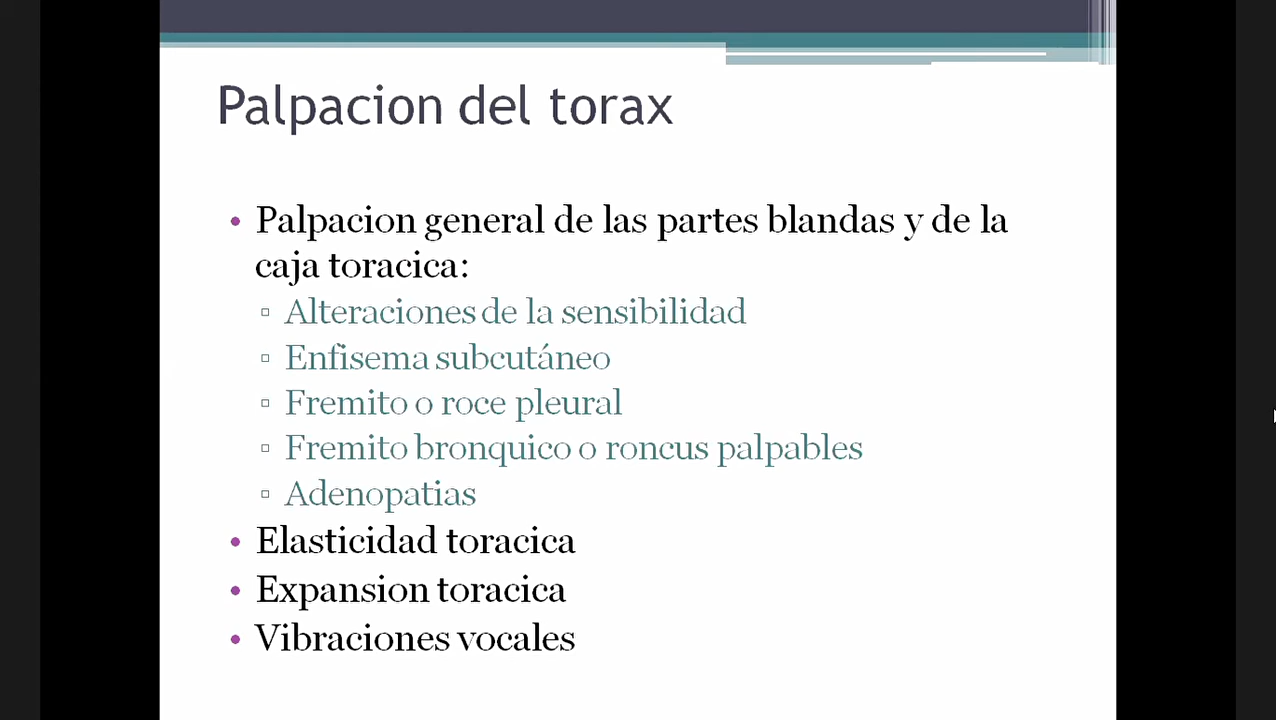 Palpacion del torax
• Palpacion general de las partes blandas y de la
caja toracica:
▫ Alteraciones de la sensibilidad
▫ Enfisema subcutáneo
▫ Fremito o roce pleural
▫ Fremito bronquico o roncus palpables
▫ Adenopatias
• Elasticidad toracica
• Expansion toracica
• Vibraciones vocales